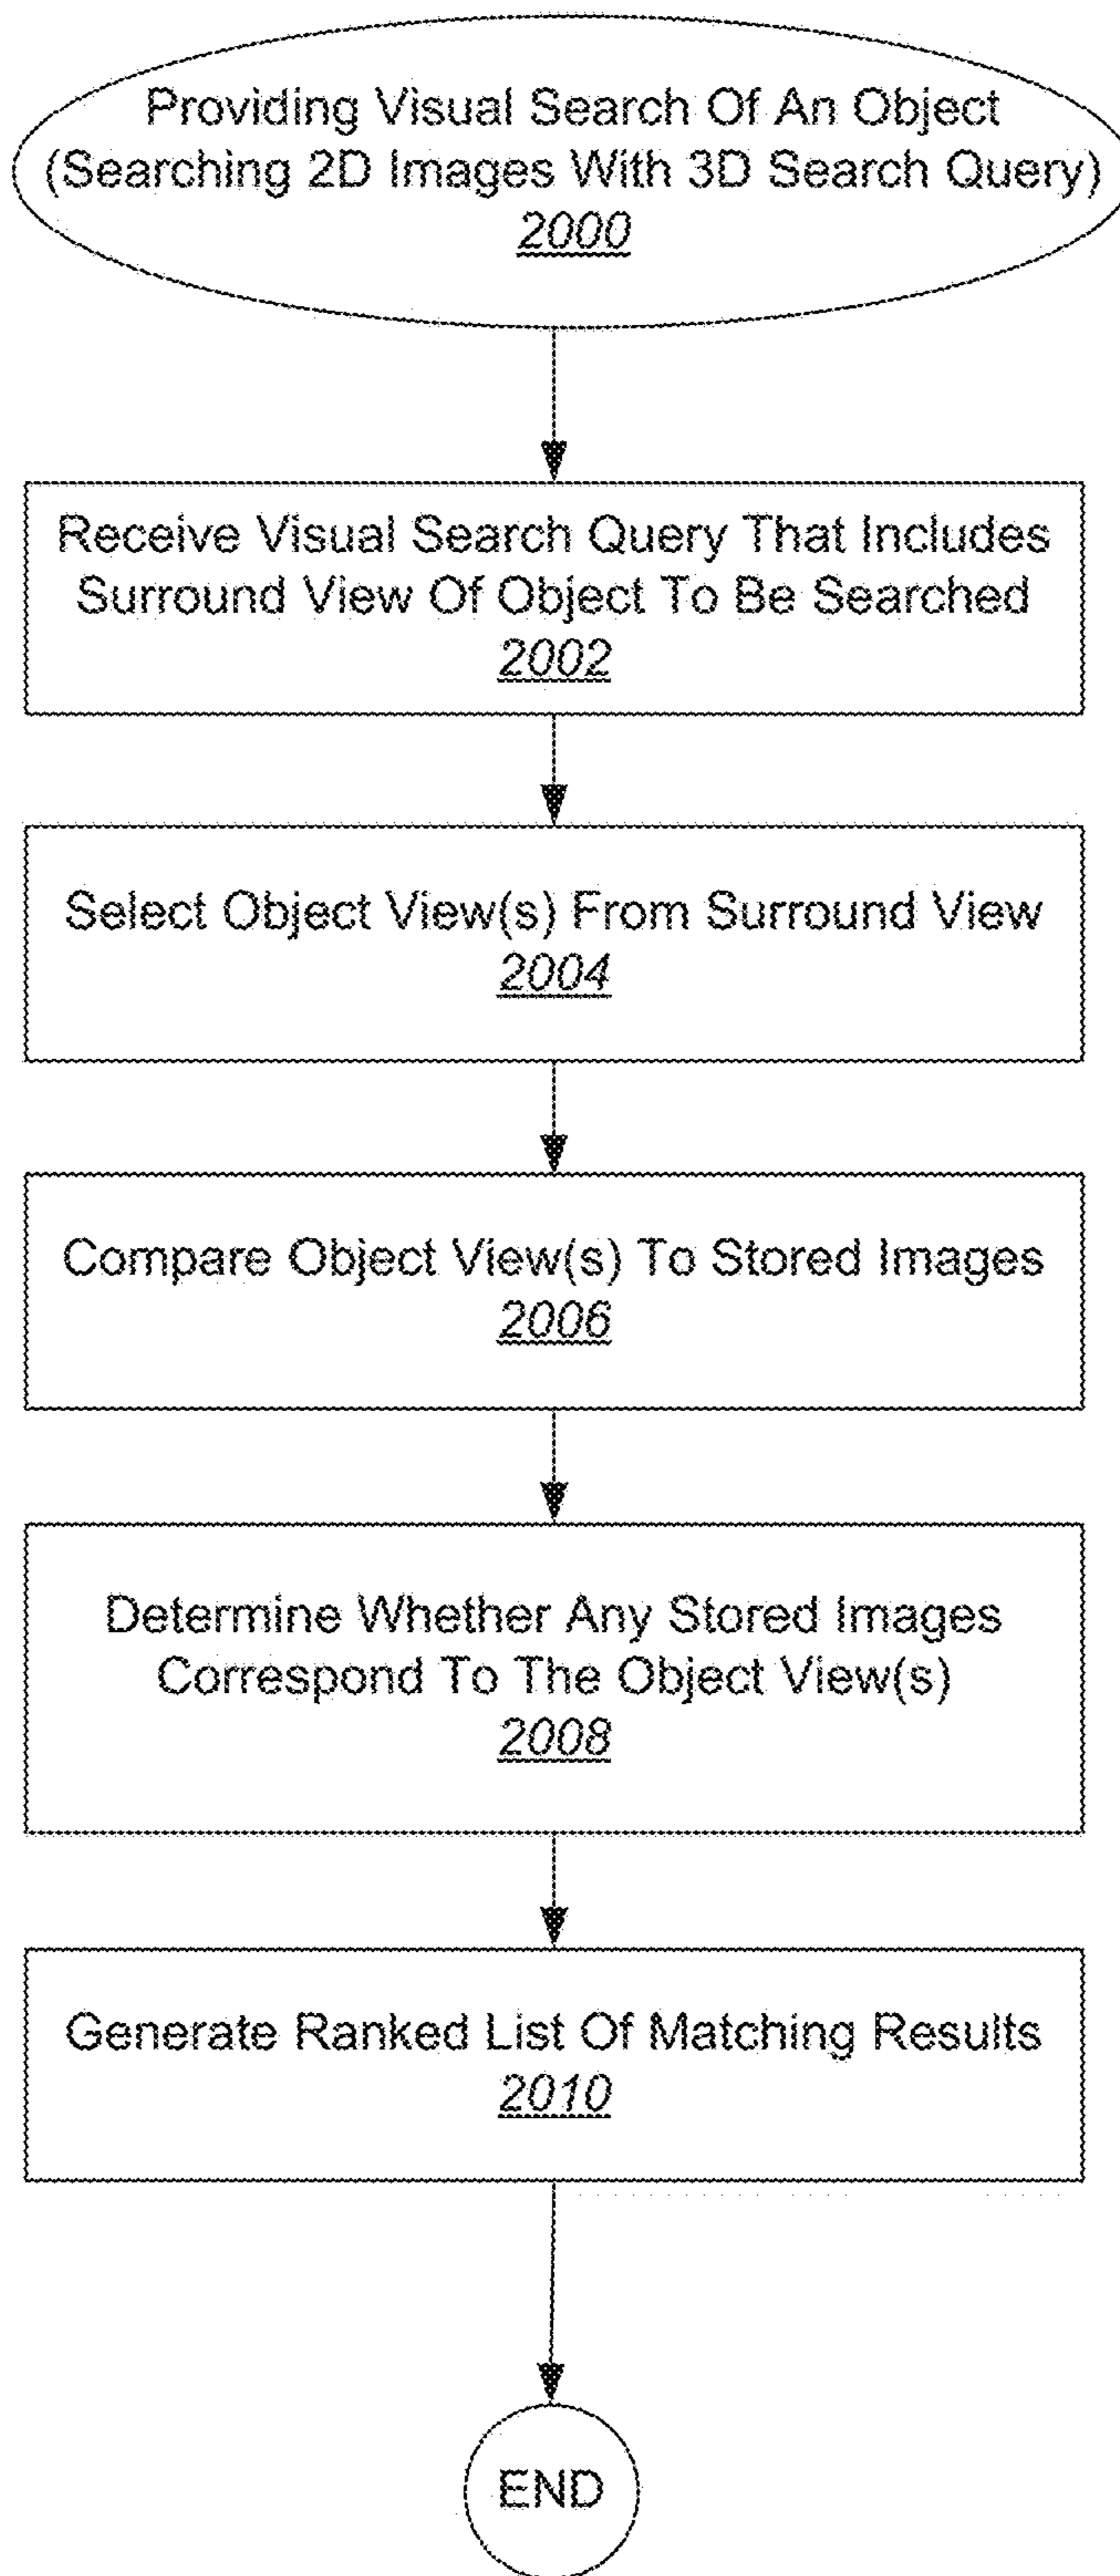 Providing Visual Search Of An Object
(Searching 2D Images With 3D Search Query)
2000
Receive Visual Search Query That Includes
Surround View Of Object To Be Searched
2002
Select Object View(s) From Surround View
2004
Compare Object View(s) To Stored Images
2006
Determine Whether Any Stored Images
Correspond To The Object View(s)
2008
Generate Ranked List Of Matching Results
2010
END